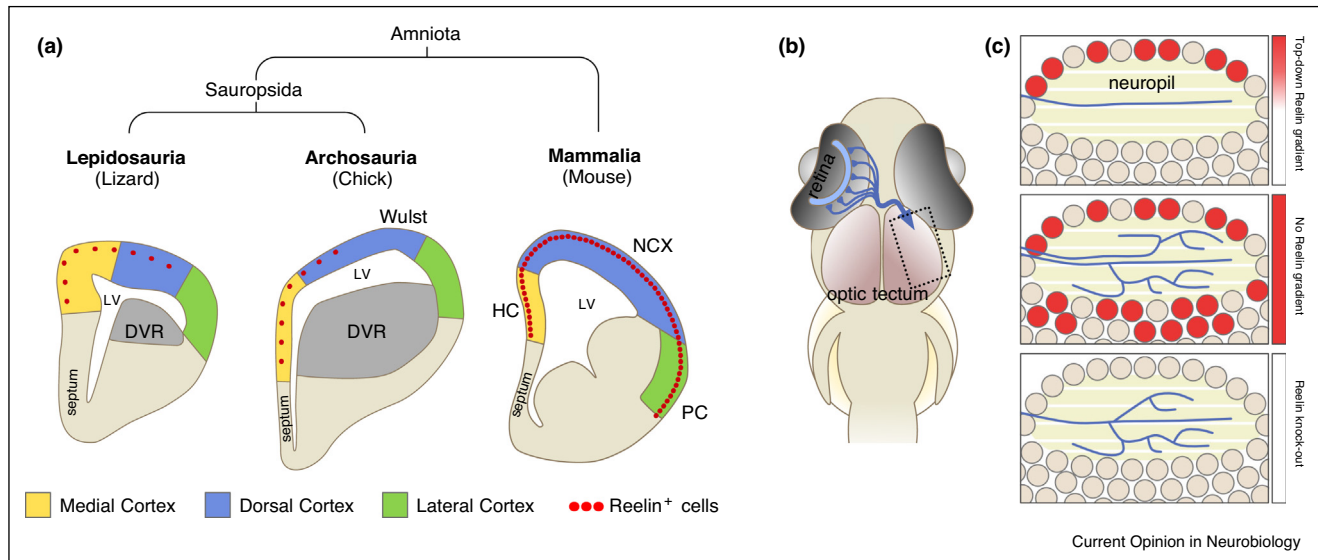 (a)
Amniota
Sauropsida
Lepidosauria
(Lizard)
Archosauria
(Chick)
Mammalia
(Mouse)
LV
DVR
septum
Wulst
LV
DVR
septum
NCX
HC
LV
septum
PC
Medial Cortex
Dorsal Cortex
Lateral Cortex
Reelin+ cells
(b)
retina
optic tectum
(c)
neuropil
Top-down Reelin gradient
No Reelin gradient
Reelin knock-out
Current Opinion in Neurobiology